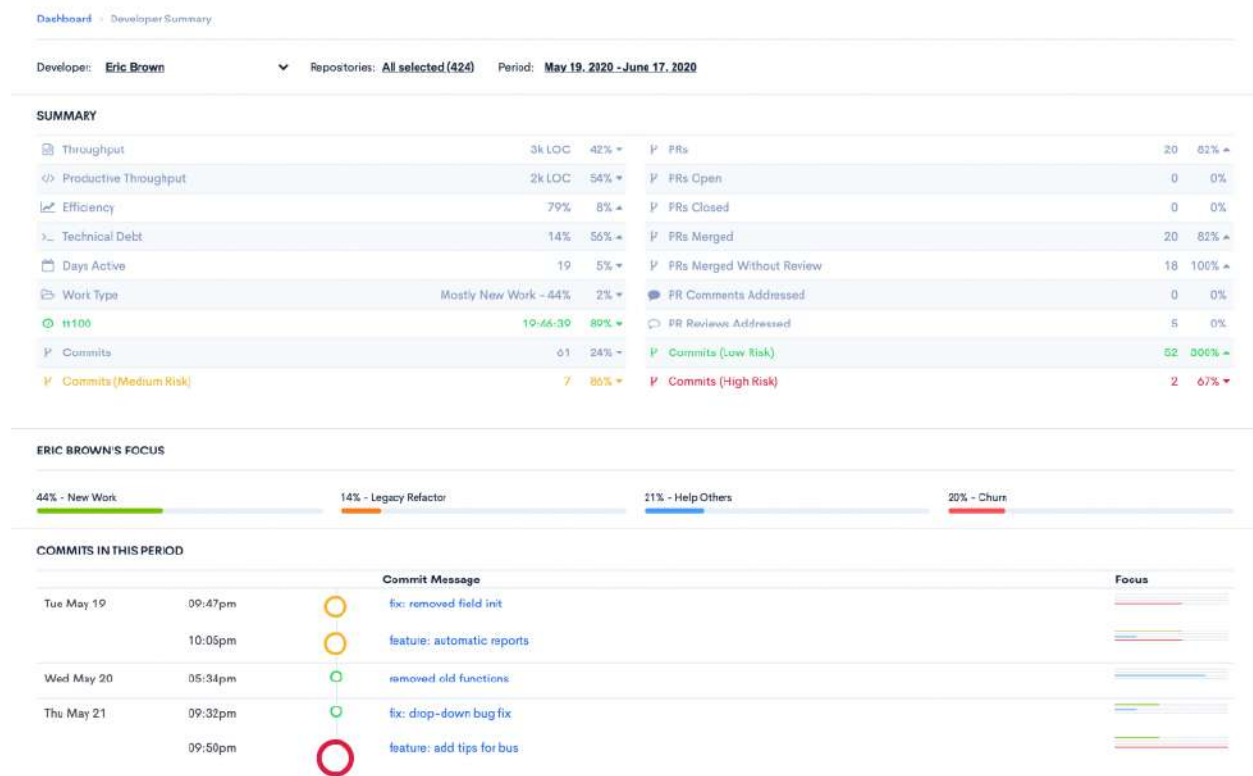 Dashboard › Developer Summary
Developer: Eric Brown Repositories: All selected (424) Period: May 19, 2020 - June 17, 2020
SUMMARY
Throughput 3k LOC 42% PRs 20 82%
Productive Throughput 2k LOC 54% PRs Open 0 0%
Efficiency 79% 8% PRs Closed 0 0%
Technical Debt 14% 56% PRs Merged 20 82%
Days Active 19 5% PRs Merged Without Review 18 100%
Work Type Mostly New Work - 44% 2% PR Comments Addressed 0 0%
tt100 89% PR Reviews Addressed 5 0%
Commits 61 24% Commits (Low Risk) 52
Commits (Medium Risk) 7 86% Commits (High Risk) 2 67%
ERIC BROWN'S FOCUS
44% - New Work 14% - Legacy Refactor 21% - Help Others 20% - Churn
COMMITS IN THIS PERIOD
Commit Message Focus
Tue May 19 09:47pm fix: removed field init
10:05pm feature: automatic reports
Wed May 20 05:34pm removed old functions
Thu May 21 09:32pm fix: drop-down bug fix
09:50pm feature: add tips for bus